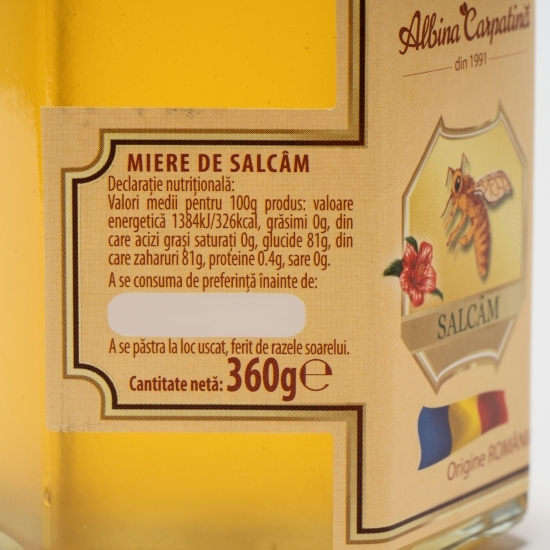 MIERE DE SALCÂM
Declarație nutrițională:
Valori medii pentru 100g produs: valoare
energetică 1384kJ/326kcal, grăsimi 0g, din
care acizi grași saturați 0g, glucide 81g, din
care zaharuri 81g, proteine 0.4g, sare 0g.
A se consuma de preferință înainte de:
A se păstra la loc uscat, ferit de razele soarelui.
Cantitate netă: 360g ℮
Albina Carpatină
din 1991
SALCÂM
Origine ROMÂNI